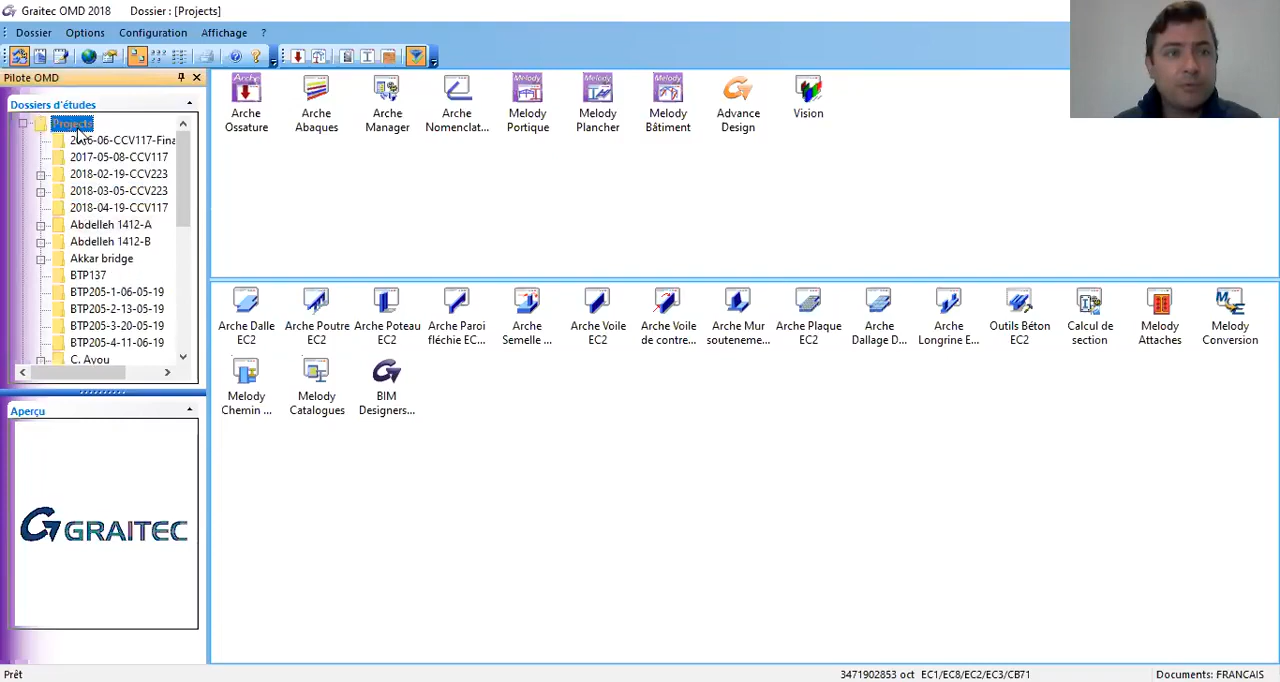 Graitec OMD 2018 Dossier : [Projects]
Dossier Options Configuration Affichage ?
Pilote OMD
Dossiers d'études
Projects
2016-06-CCV117-Fina
2017-05-08-CCV117
2018-02-19-CCV223
2018-03-05-CCV223
2018-04-19-CCV117
Abdelleh 1412-A
Abdelleh 1412-B
Akkar bridge
BTP137
BTP205-1-06-05-19
BTP205-2-13-05-19
BTP205-3-20-05-19
BTP205-4-11-06-19
C. Ayou
Aperçu
GRAITEC
Arche Ossature
Arche Abaques
Arche Manager
Arche Nomenclat...
Melody Portique
Melody Plancher
Melody Bâtiment
Advance Design
Vision
Arche Dalle EC2
Arche Poutre EC2
Arche Poteau EC2
Arche Paroi fléchie EC...
Arche Semelle ...
Arche Voile EC2
Arche Voile de contre...
Arche Mur souteneme...
Arche Plaque EC2
Arche Dallage D...
Arche Longrine E...
Outils Béton EC2
Calcul de section
Melody Attaches
Melody Conversion
Melody Chemin ...
Melody Catalogues
BIM Designers...
Prêt 3471902853 oct EC1/EC8/EC2/EC3/CB71 Documents: FRANCAIS